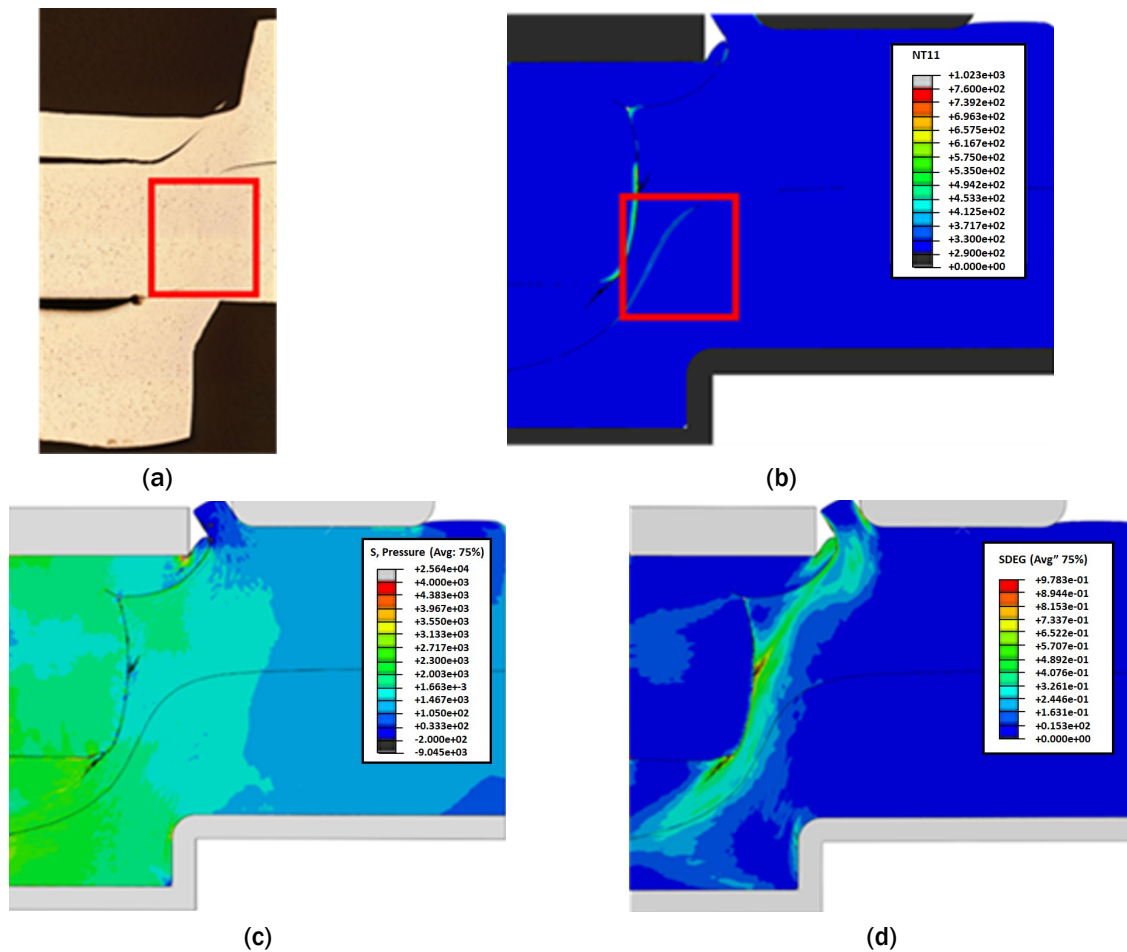 NT11
+1.023e+03
+7.600e+02
+7.392e+02
+6.963e+02
+6.575e+02
+6.167e+02
+5.750e+02
+5.350e+02
+4.942e+02
+4.533e+02
+4.125e+02
+3.717e+02
+3.300e+02
+2.900e+02
+0.000e+00
(a)
(b)
S, Pressure (Avg: 75%)
+2.564e+04
+4.000e+03
+4.383e+03
+3.967e+03
+3.550e+03
+3.133e+03
+2.717e+03
+2.300e+03
+2.003e+03
+1.663e+-3
+1.467e+03
+1.050e+02
+0.333e+02
-2.000e+02
-9.045e+03
SDEG (Avg" 75%)
+9.783e-01
+8.944e-01
+8.153e-01
+7.337e-01
+6.522e-01
+5.707e-01
+4.892e-01
+4.076e-01
+3.261e-01
+2.446e-01
+1.631e-01
+0.153e+02
+0.000e+00
(c)
(d)